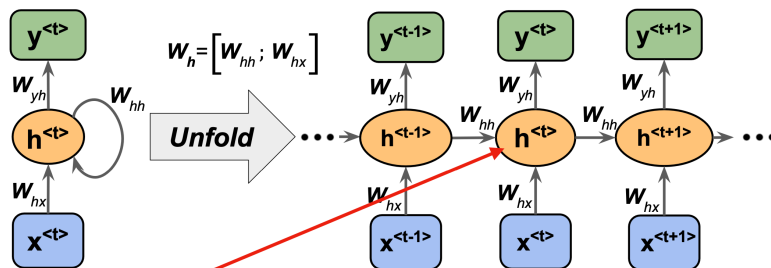 y<t>
W_yh
W_hh
h<t>
W_hx
x<t>
W_h=[W_hh; W_hx]
Unfold
•••
y<t-1>
y<t>
y<t+1>
W_yh
W_yh
W_yh
h<t-1>
W_hh
h<t>
W_hh
h<t+1>
•••
W_hx
W_hx
W_hx
x<t-1>
x<t>
x<t+1>